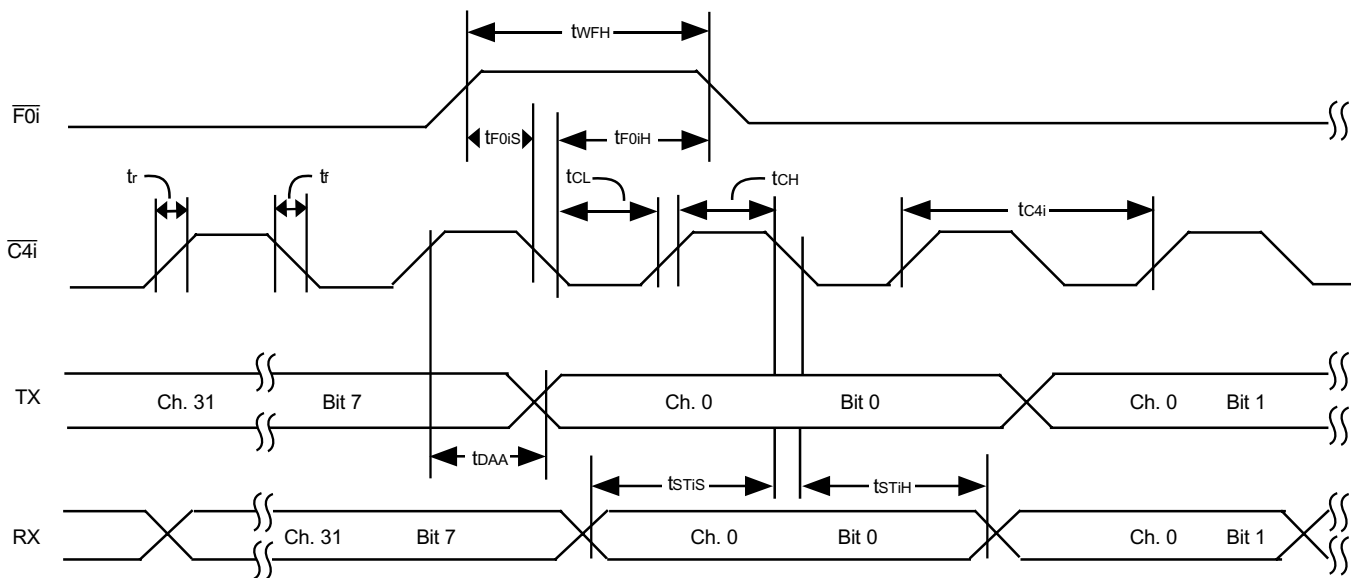 tWFH
F0i
tF0iS tF0iH
tr tf tCL tCH
tC4i
C4i
TX Ch. 31 Bit 7 Ch. 0 Bit 0 Ch. 0 Bit 1
tDAA
tSTiS tSTiH
RX Ch. 31 Bit 7 Ch. 0 Bit 0 Ch. 0 Bit 1